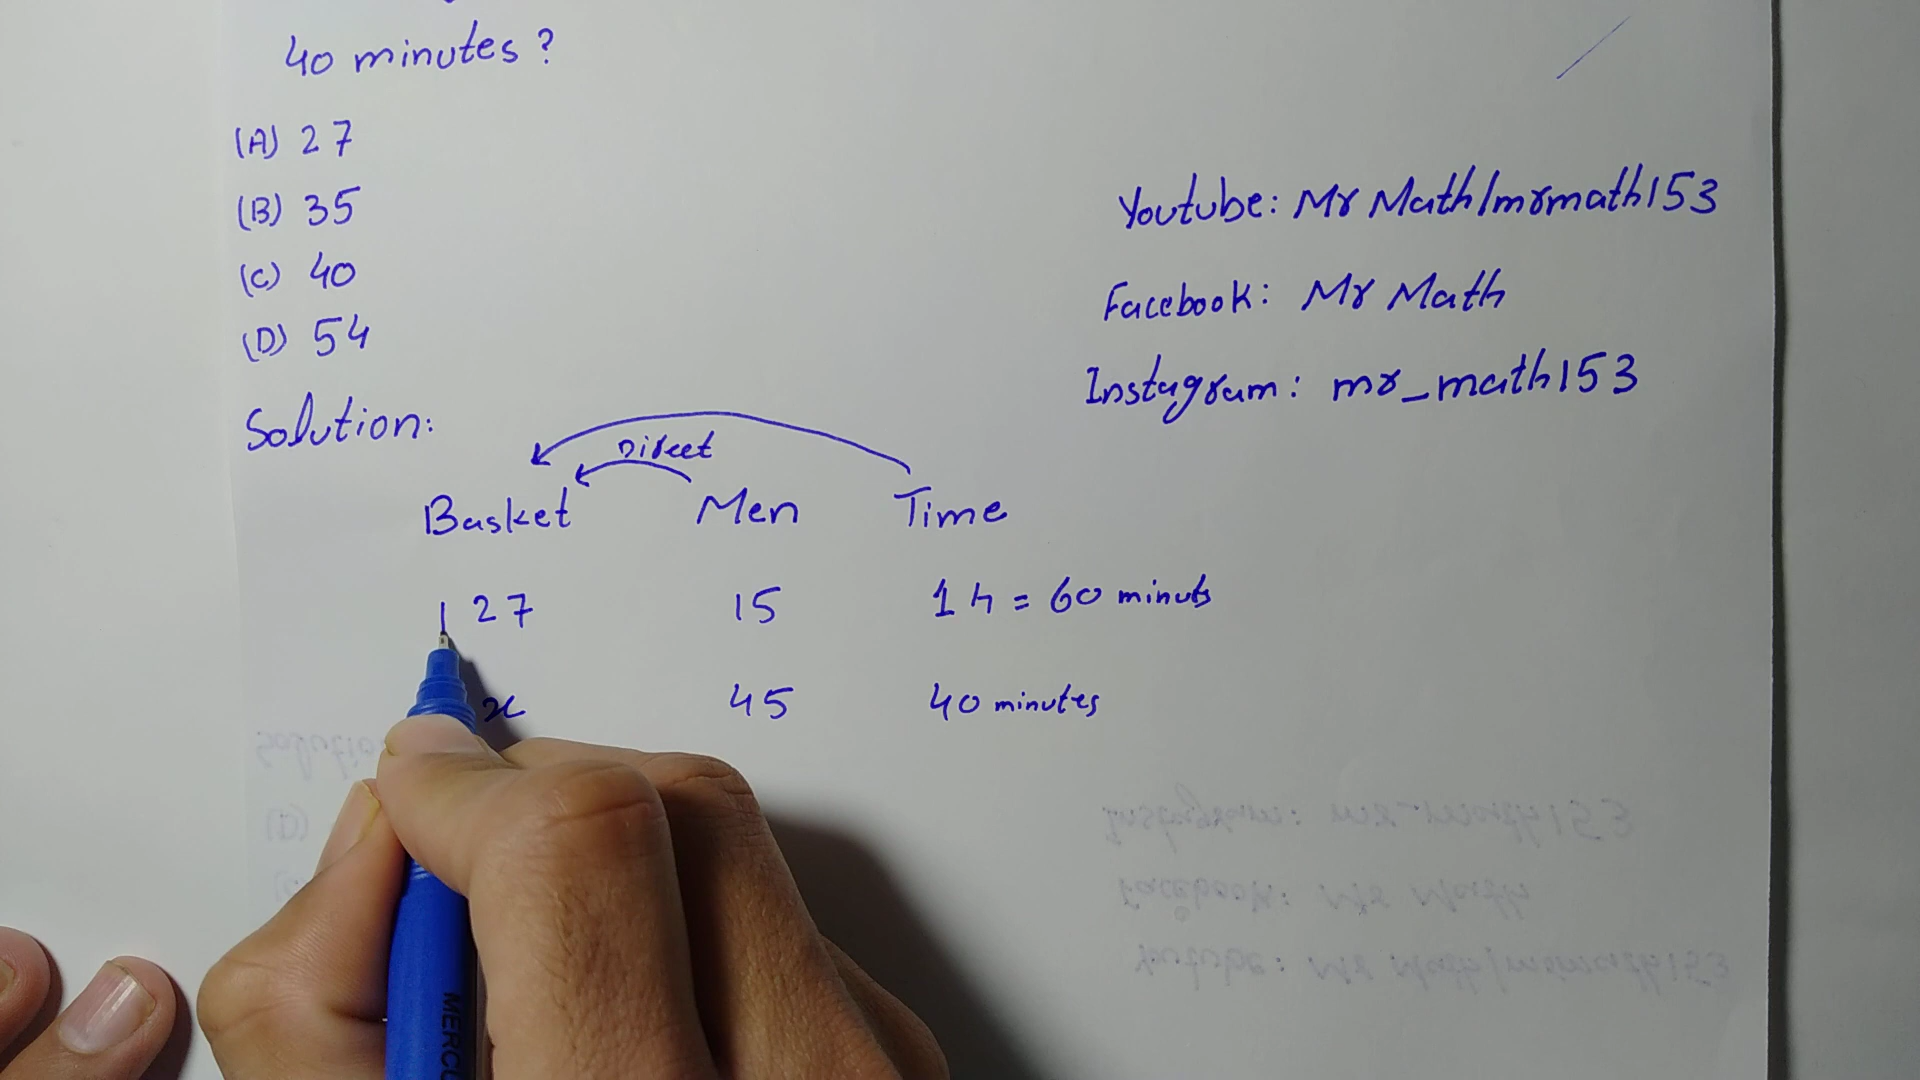 40 minutes?
(A) 27
(B) 35
(C) 40
(D) 54
Youtube: Mr Math/mrmath153
Facebook: Mr Math
Instagram: mr_math153
Solution:
Direct
Basket Men Time
27 15 1 h = 60 minuts
x 45 40 minutes
MERCU